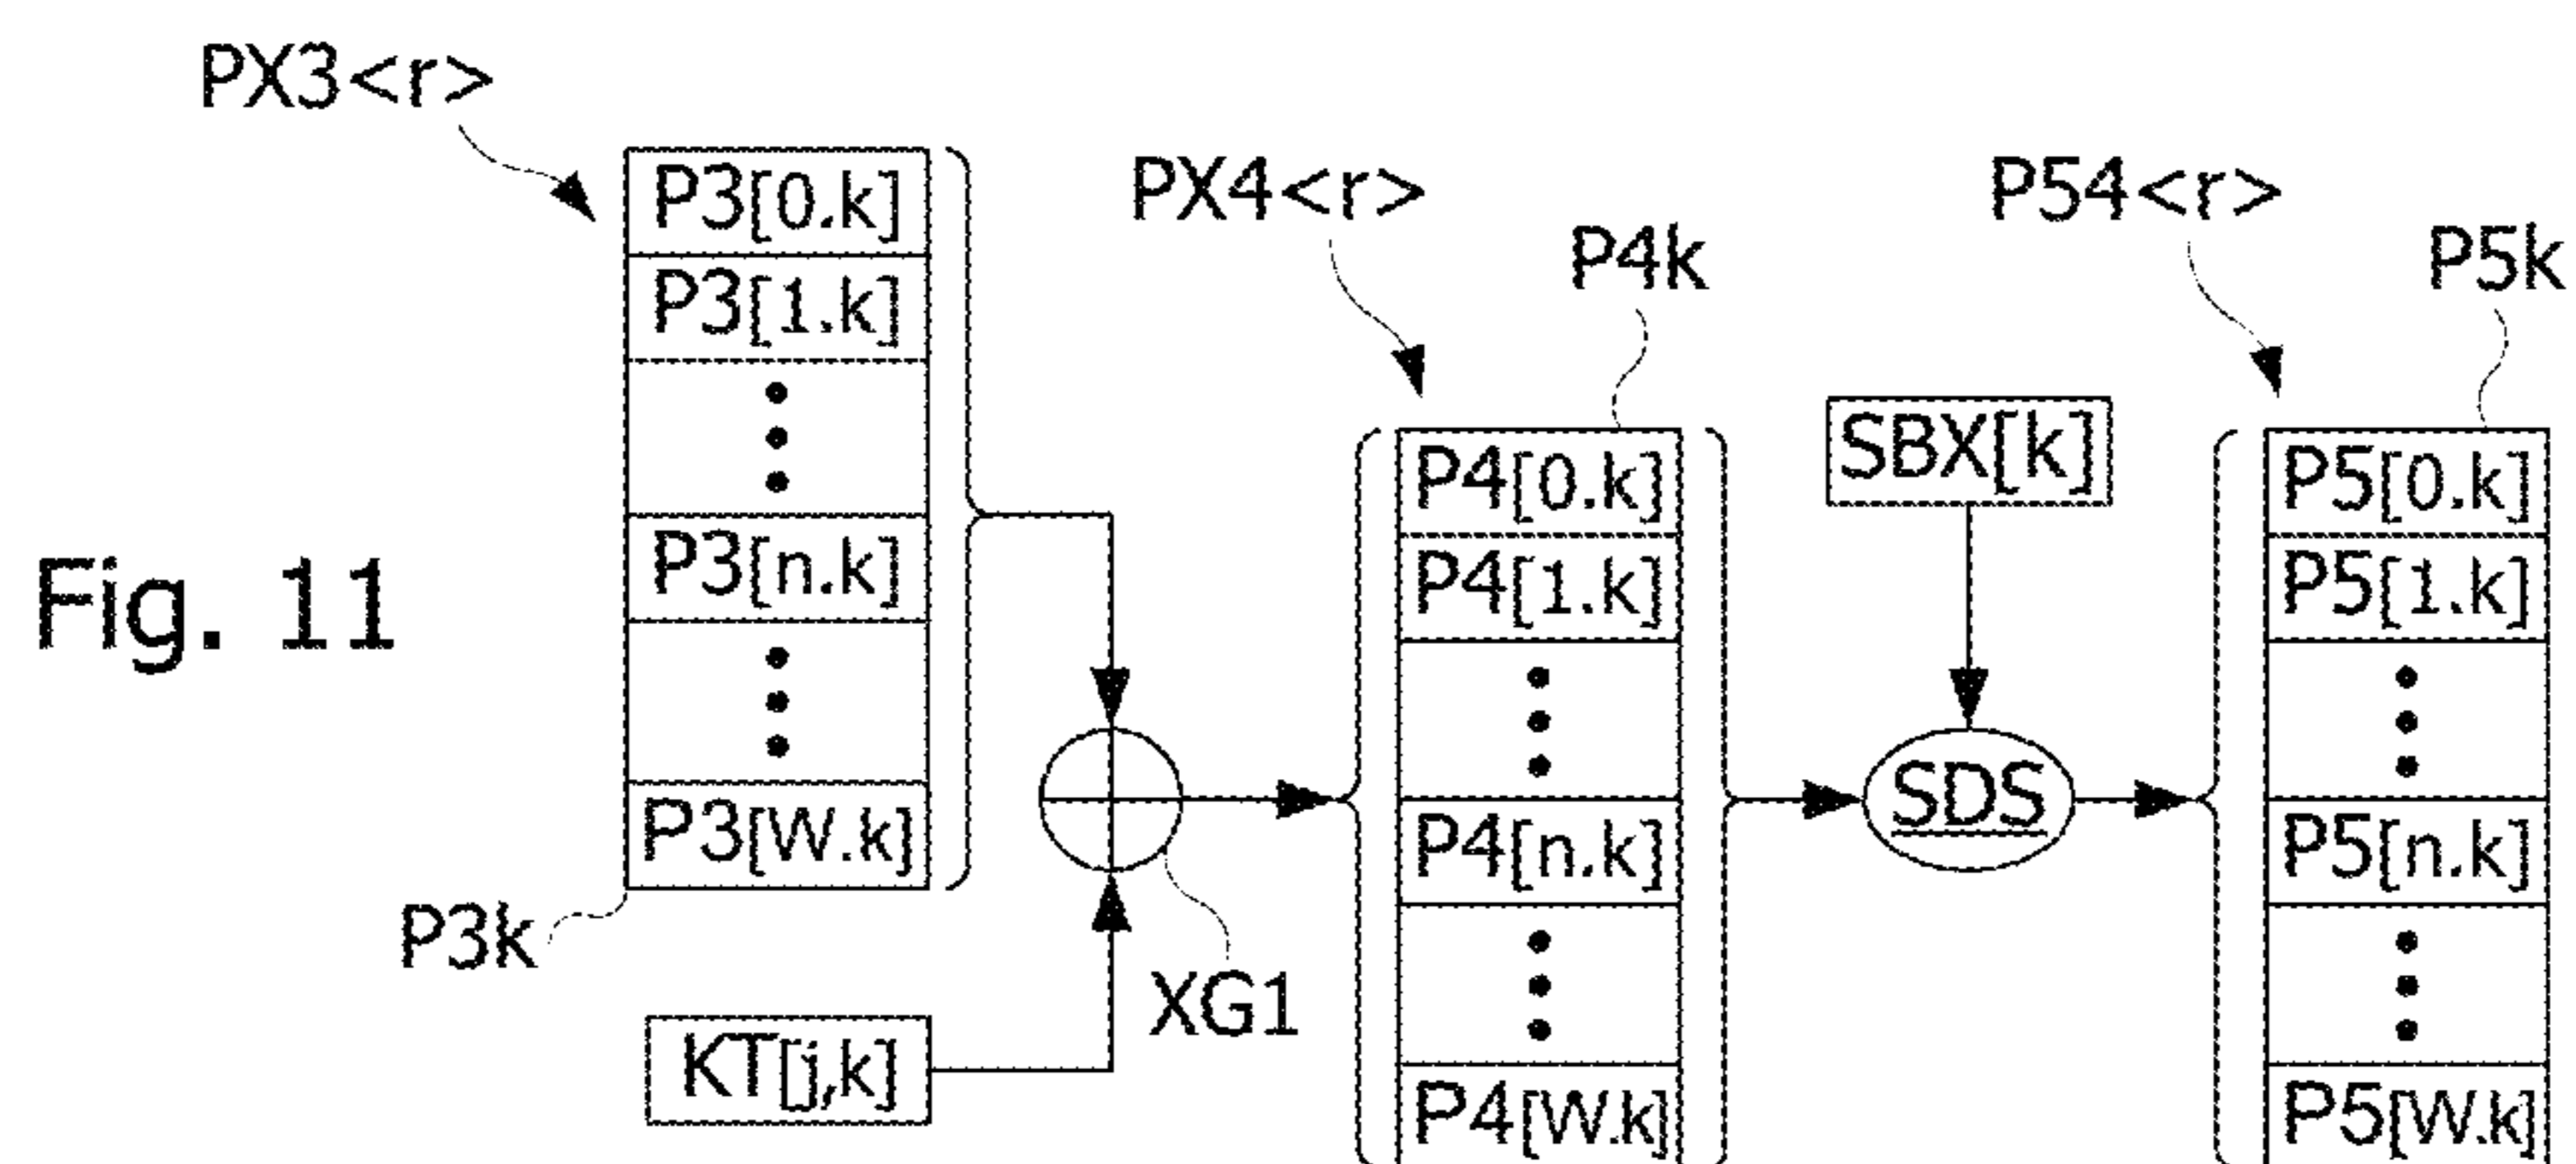 PX3<r>
P3[0.k]
P3[1.k]
P3[n.k]
P3[W.k]
P3k
KT[j,k]
XG1
PX4<r>
P4k
P4[0.k]
P4[1.k]
P4[n.k]
P4[W.k]
SBX[k]
SDS
P54<r>
P5k
P5[0.k]
P5[1.k]
P5[n.k]
P5[W.k]
Fig. 11